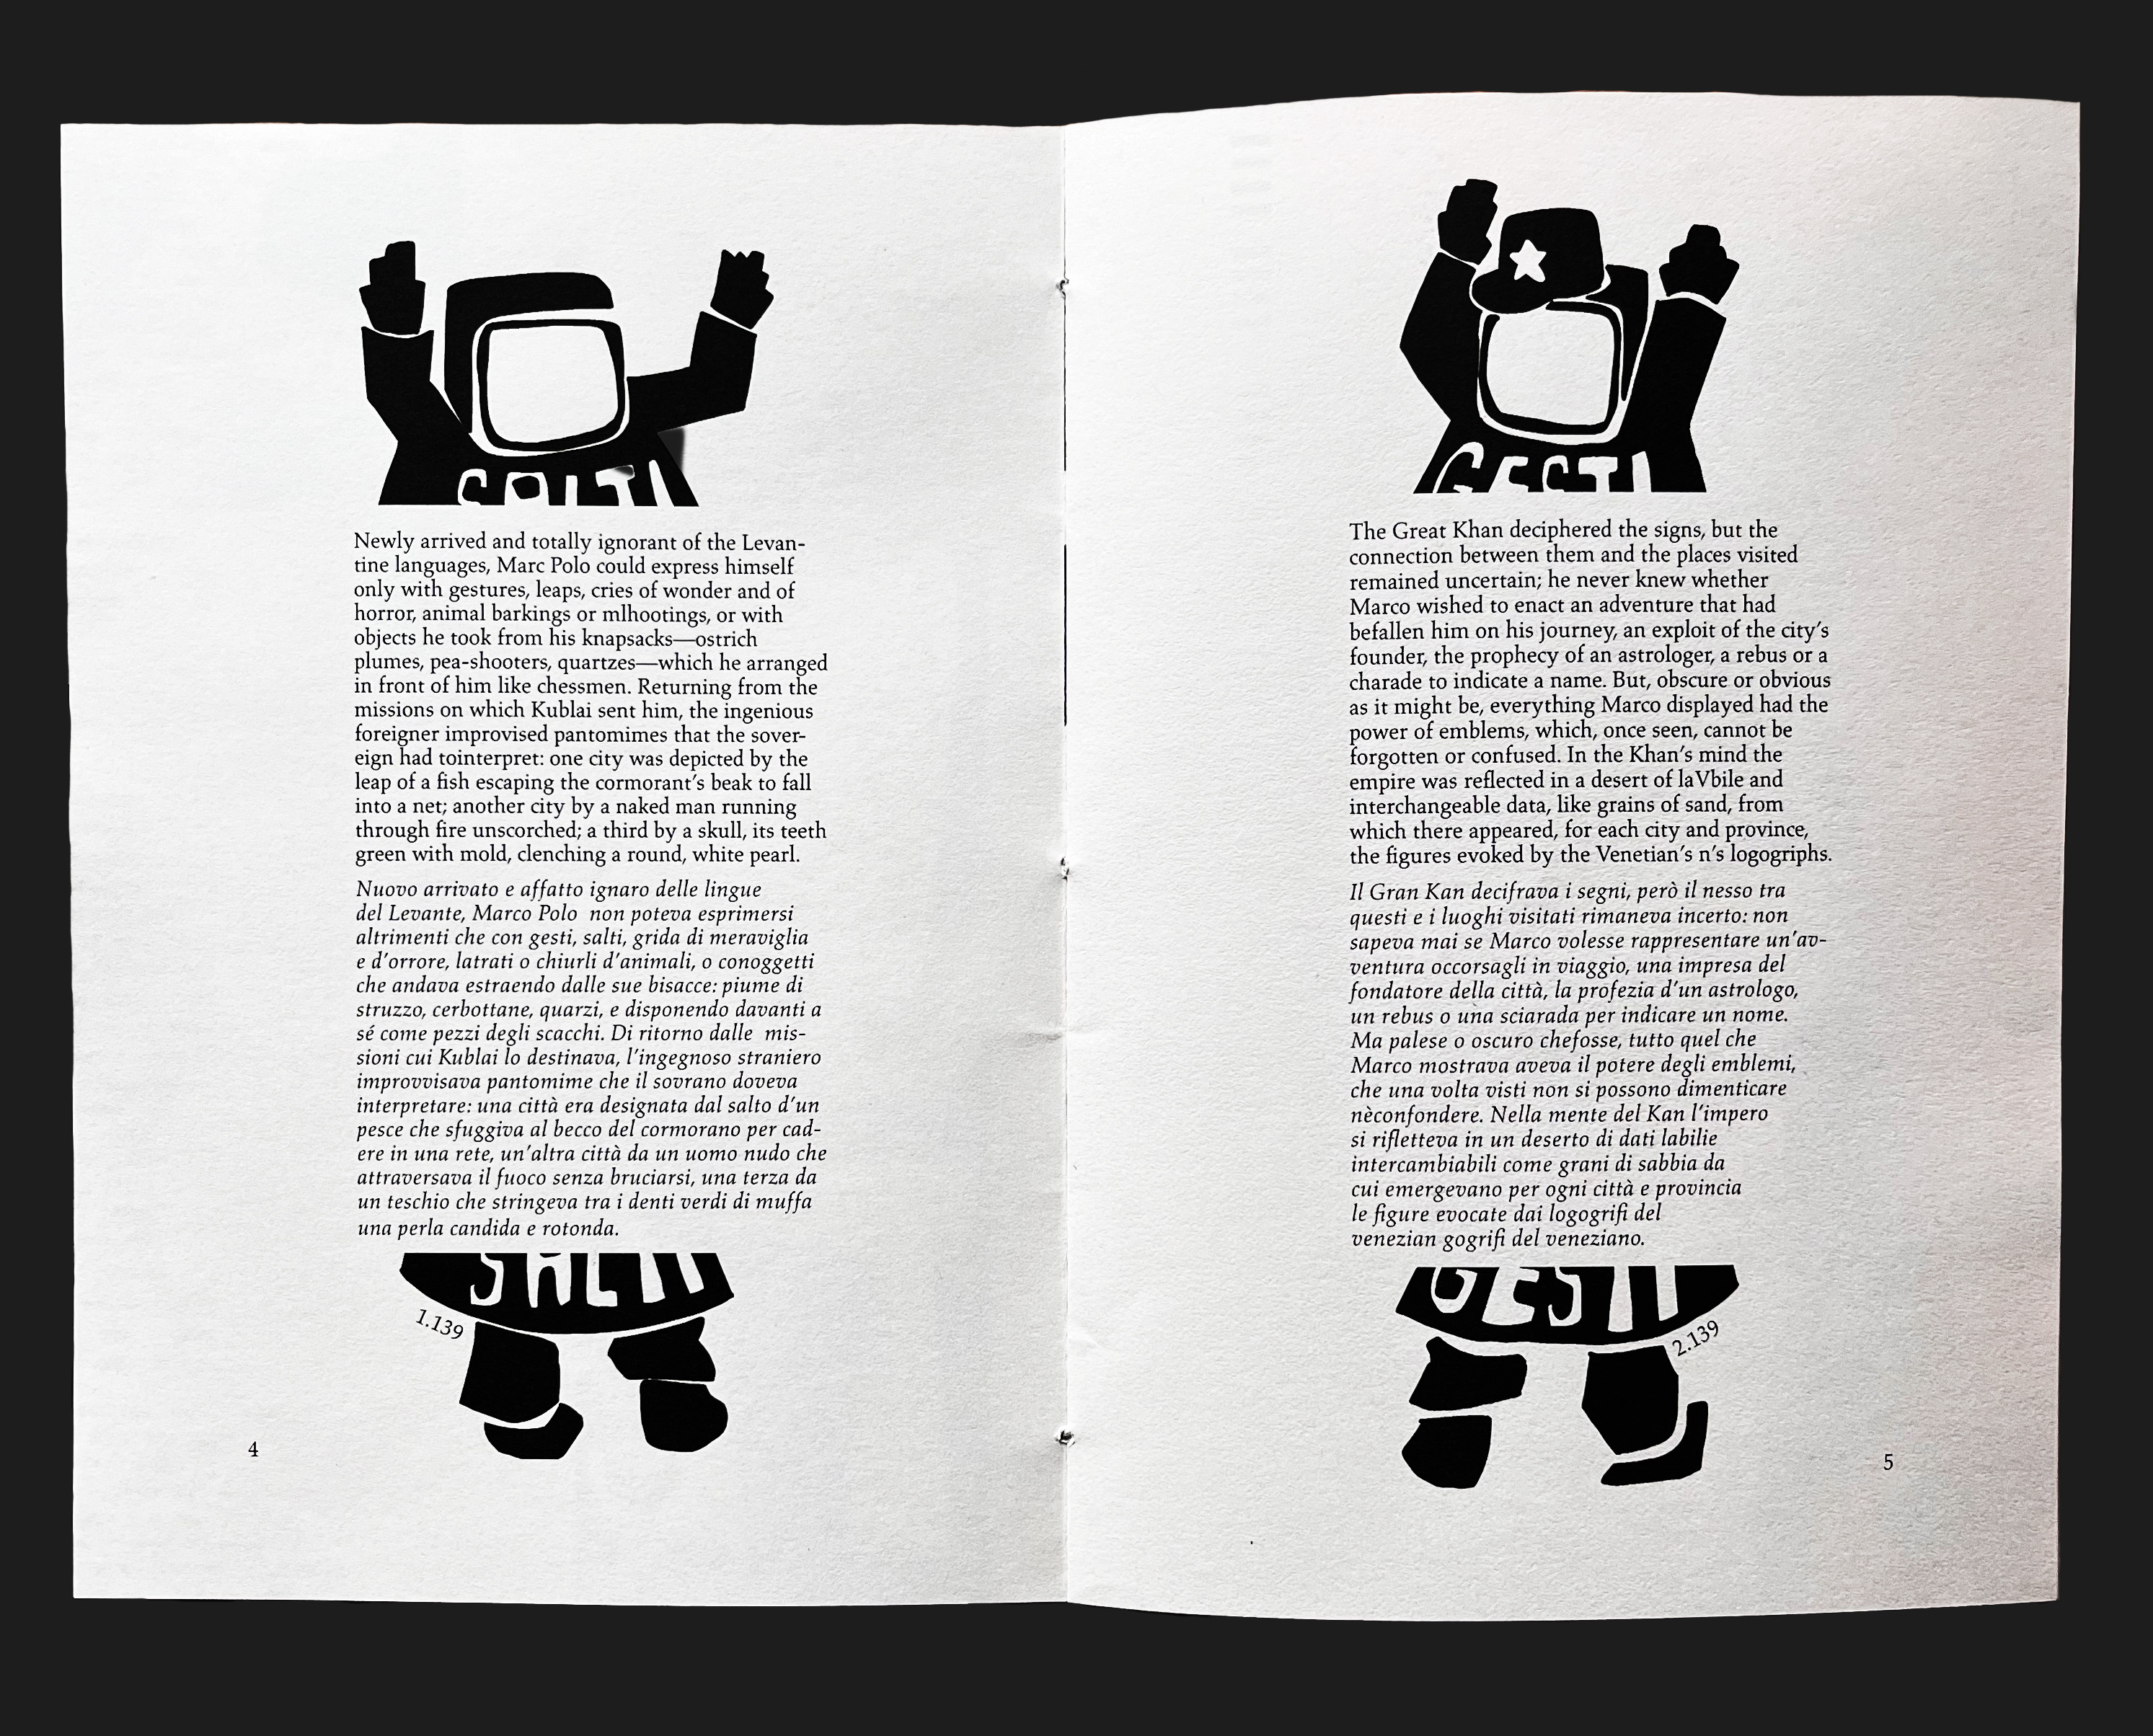 SALTI
Newly arrived and totally ignorant of the Levan-
tine languages, Marc Polo could express himself
only with gestures, leaps, cries of wonder and of
horror, animal barkings or mlhootings, or with
objects he took from his knapsacks—ostrich
plumes, pea-shooters, quartzes—which he arranged
in front of him like chessmen. Returning from the
missions on which Kublai sent him, the ingenious
foreigner improvised pantomimes that the sover-
eign had tointerpret: one city was depicted by the
leap of a fish escaping the cormorant's beak to fall
into a net; another city by a naked man running
through fire unscorched; a third by a skull, its teeth
green with mold, clenching a round, white pearl.
Nuovo arrivato e affatto ignaro delle lingue
del Levante, Marco Polo non poteva esprimersi
altrimenti che con gesti, salti, grida di meraviglia
e d'orrore, latrati o chiurli d'animali, o conoggetti
che andava estraendo dalle sue bisacce: piume di
struzzo, cerbottane, quarzi, e disponendo davanti a
sé come pezzi degli scacchi. Di ritorno dalle mis-
sioni cui Kublai lo destinava, l'ingegnoso straniero
improvvisava pantomime che il sovrano doveva
interpretare: una città era designata dal salto d'un
pesce che sfuggiva al becco del cormorano per cad-
ere in una rete, un'altra città da un uomo nudo che
attraversava il fuoco senza bruciarsi, una terza da
un teschio che stringeva tra i denti verdi di muffa
una perla candida e rotonda.
SALTI
1.139
4
GESTI
The Great Khan deciphered the signs, but the
connection between them and the places visited
remained uncertain; he never knew whether
Marco wished to enact an adventure that had
befallen him on his journey, an exploit of the city's
founder, the prophecy of an astrologer, a rebus or a
charade to indicate a name. But, obscure or obvious
as it might be, everything Marco displayed had the
power of emblems, which, once seen, cannot be
forgotten or confused. In the Khan's mind the
empire was reflected in a desert of laVbile and
interchangeable data, like grains of sand, from
which there appeared, for each city and province,
the figures evoked by the Venetian's n's logogriphs.
Il Gran Kan decifrava i segni, però il nesso tra
questi e i luoghi visitati rimaneva incerto: non
sapeva mai se Marco volesse rappresentare un'av-
ventura occorsagli in viaggio, una impresa del
fondatore della città, la profezia d'un astrologo,
un rebus o una sciarada per indicare un nome.
Ma palese o oscuro chefosse, tutto quel che
Marco mostrava aveva il potere degli emblemi,
che una volta visti non si possono dimenticare
nèconfondere. Nella mente del Kan l'impero
si rifletteva in un deserto di dati labilie
intercambiabili come grani di sabbia da
cui emergevano per ogni città e provincia
le figure evocate dai logogrifi del
venezian gogrifi del veneziano.
GESTI
2.139
5